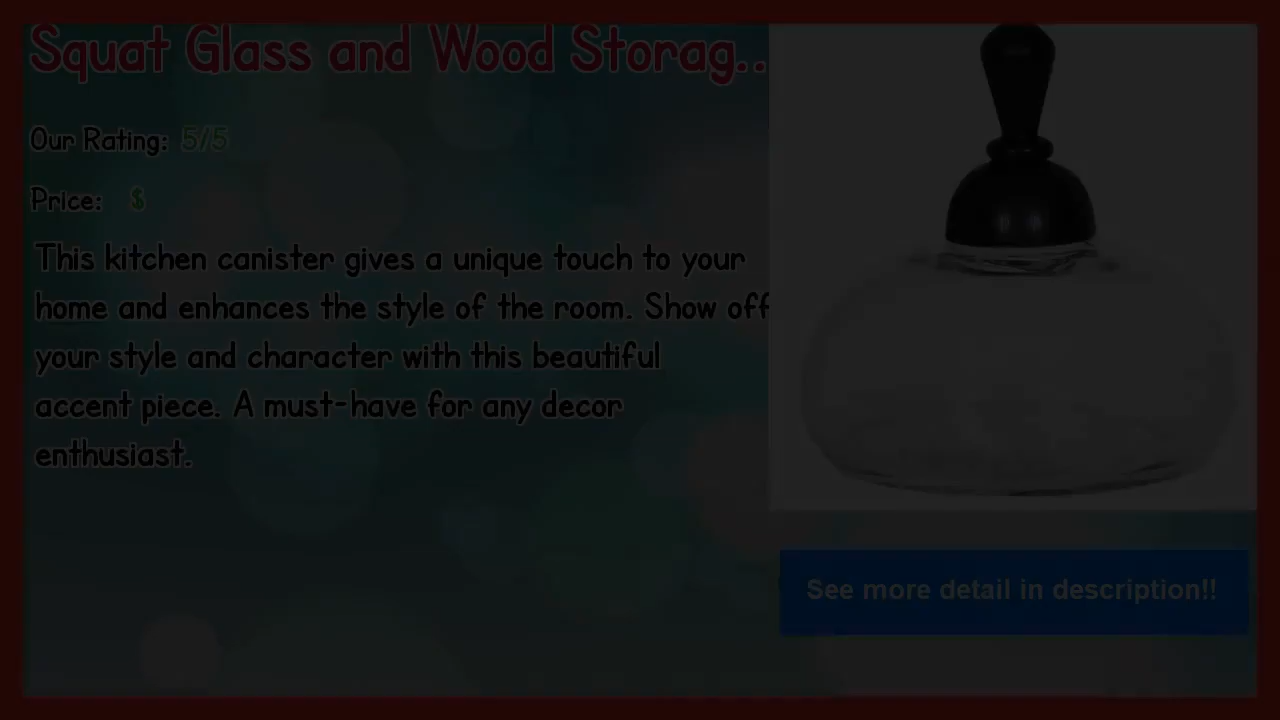 Squat Glass and Wood Storag..
Our Rating: 5/5
Price: $
This kitchen canister gives a unique touch to your
home and enhances the style of the room. Show off
your style and character with this beautiful
accent piece. A must-have for any decor
enthusiast.
See more detail in description!!